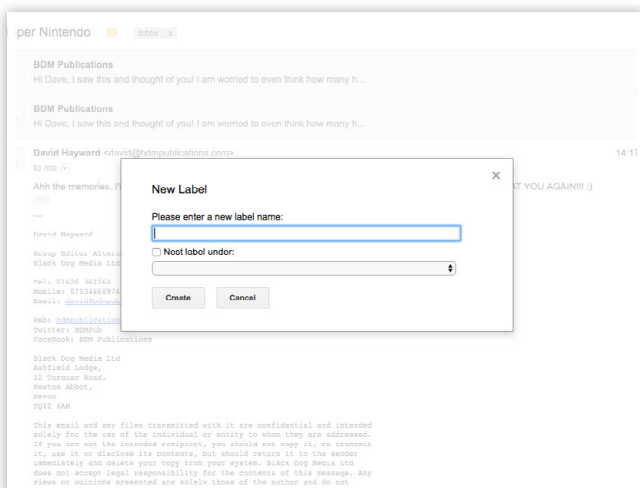 per Nintendo Inbox x
BDM Publications
Hi Dave, I saw this and thought of you! I am worried to even think how many h...
BDM Publications
Hi Dave, I saw this and thought of you! I am worried to even think how many h...
David Hayward <david@bdmpublications.com> 14:17
to me
Ahh the memories. I'l AT YOU AGAIN!!! :)
New Label
Please enter a new label name:
Nest label under:
Create Cancel
---
David Hayward
Group Editor
Black Dog Media Ltd
Tel: 01626 362264
Mobile: 0753666097
Email:
Web: bdmpublication
Twitter: BDMPub
FaceBook: BDM Publications
Black Dog Media Ltd
Ashfield Lodge,
12 Torquay Road,
Newton Abbot,
Devon
TQ12 4AH
This email and any files transmitted with it are confidential and intended
solely for the use of the individual or entity to whom they are addressed.
If you are not the intended recipient, you should not copy it, re transmit
it, use it or disclose its contents, but should return it to the sender
immediately and delete your copy from your system. Black Dog Media Ltd
does not accept legal responsibility for the contents of this message. Any
views or opinions presented are solely those of the author and do not